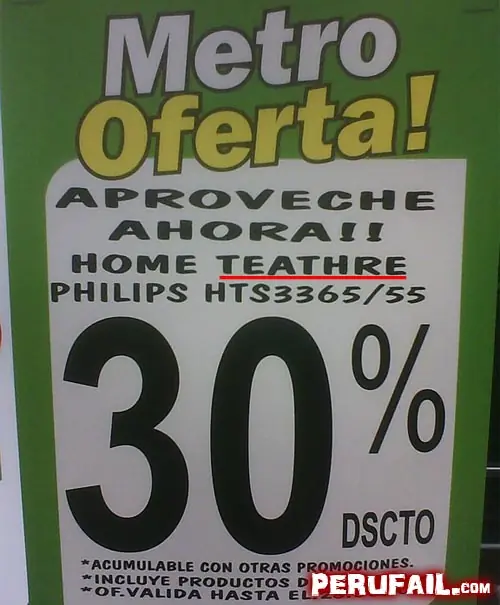 Metro
Oferta!
APROVECHE
AHORA!!
HOME TEATHRE
PHILIPS HTS3365/55
30%
DSCTO
*ACUMULABLE CON OTRAS PROMOCIONES.
*INCLUYE PRODUCTOS
*OF.VALIDA HASTA EL
PERUFAIL.COM